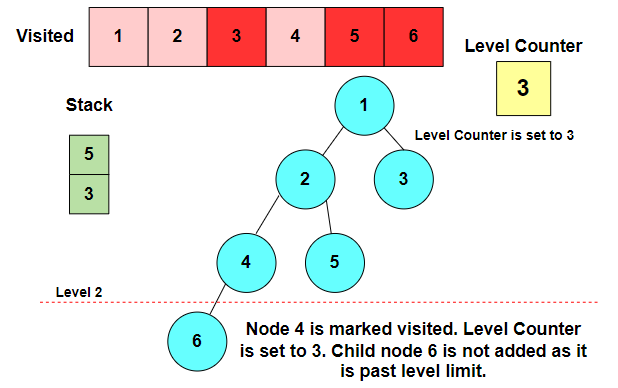 Visited 1 2 3 4 5 6
Level Counter
3
Level Counter is set to 3
Stack
5
3
1
2 3
4 5
Level 2
6
Node 4 is marked visited. Level Counter
is set to 3. Child node 6 is not added as it
is past level limit.